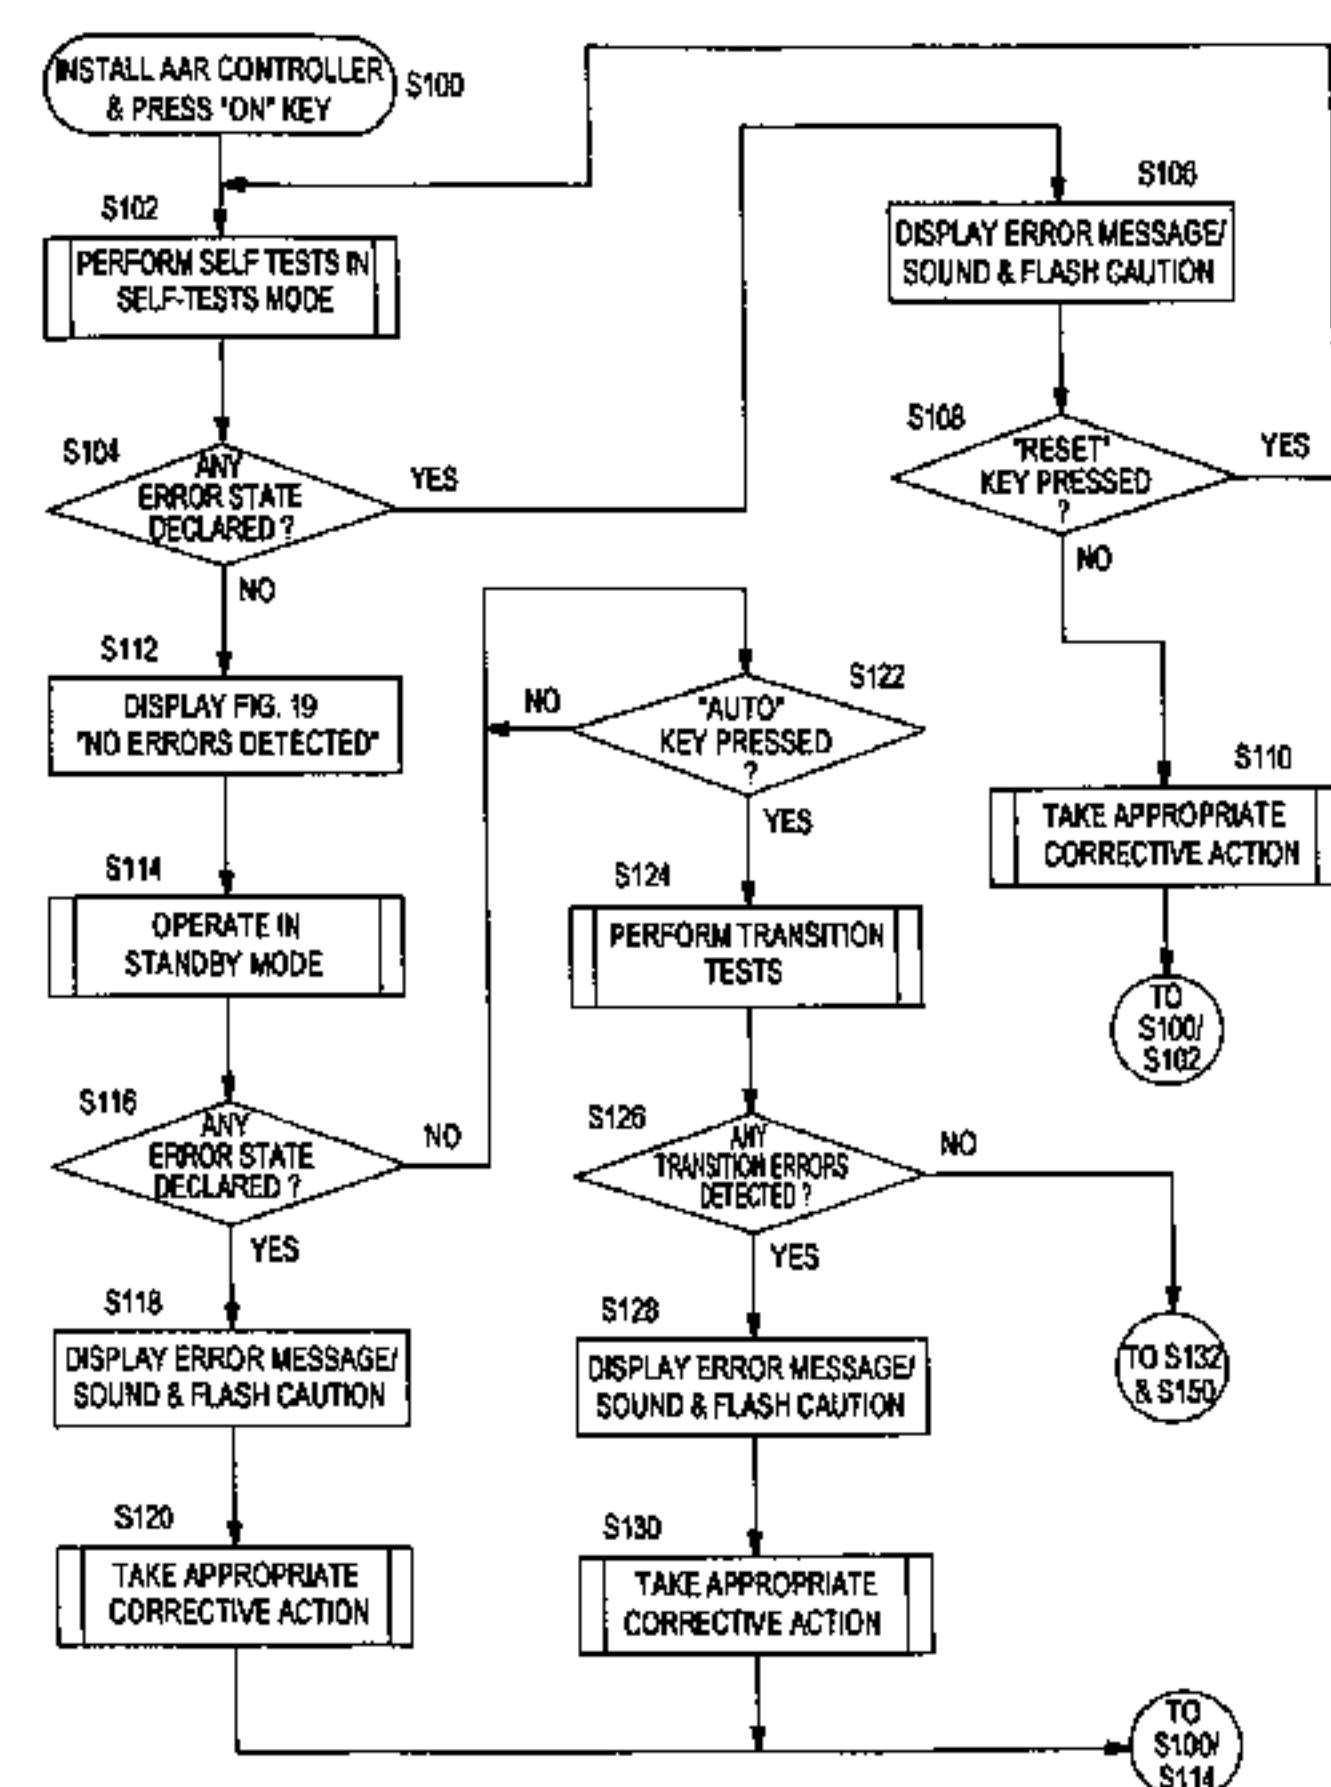 INSTALL AAR CONTROLLER
& PRESS "ON" KEY
S100
S102
PERFORM SELF TESTS IN
SELF-TESTS MODE
S104
ANY
ERROR STATE
DECLARED ?
YES
NO
S106
DISPLAY ERROR MESSAGE/
SOUND & FLASH CAUTION
S108
"RESET"
KEY PRESSED
?
YES
NO
S110
TAKE APPROPRIATE
CORRECTIVE ACTION
TO
S100/
S102
S112
DISPLAY FIG. 19
"NO ERRORS DETECTED"
S114
OPERATE IN
STANDBY MODE
S116
ANY
ERROR STATE
DECLARED ?
NO
YES
S118
DISPLAY ERROR MESSAGE/
SOUND & FLASH CAUTION
S120
TAKE APPROPRIATE
CORRECTIVE ACTION
S122
"AUTO"
KEY PRESSED
?
NO
YES
S124
PERFORM TRANSITION
TESTS
S126
ANY
TRANSITION ERRORS
DETECTED ?
NO
YES
TO S132
& S150
S128
DISPLAY ERROR MESSAGE/
SOUND & FLASH CAUTION
S130
TAKE APPROPRIATE
CORRECTIVE ACTION
TO
S100/
S114